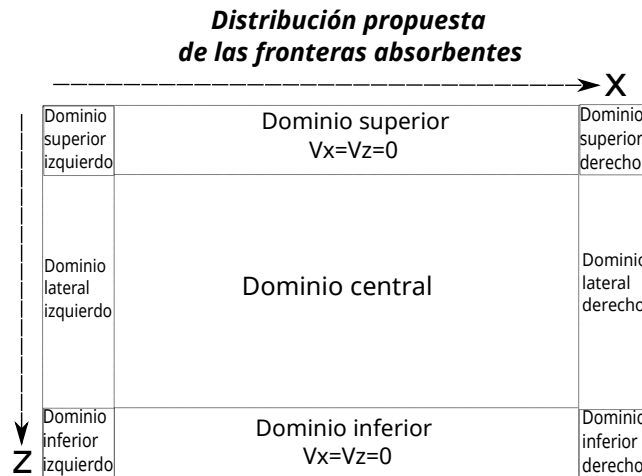 Distribución propuesta
de las fronteras absorbentes
X
Dominio
superior
izquierdo
Dominio superior
Vx=Vz=0
Dominio
superior
derecho
Dominio
lateral
izquierdo
Dominio central
Dominio
lateral
derecho
Dominio
inferior
izquierdo
Dominio inferior
Vx=Vz=0
Dominio
inferior
derecho
Z